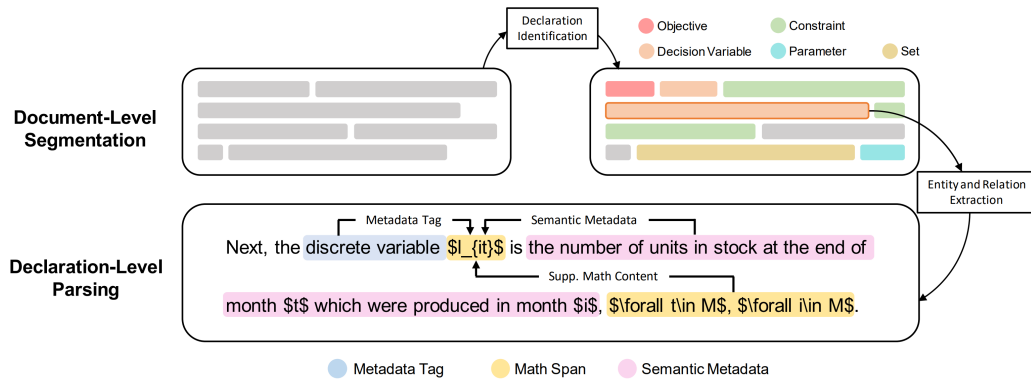 Declaration
Identification
Objective
Constraint
Decision Variable
Parameter
Set
Document-Level
Segmentation
Entity and Relation
Extraction
Declaration-Level
Parsing
Metadata Tag
Semantic Metadata
Next, the discrete variable $I_{it}$ is the number of units in stock at the end of
Supp. Math Content
month $t$ which were produced in month $i$, $\forall t\in M$, $\forall i\in M$.
Metadata Tag
Math Span
Semantic Metadata